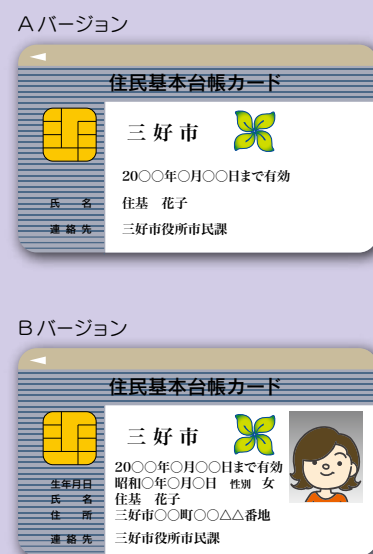 Aバージョン
住民基本台帳カード
三好市
20○○年○月○○日まで有効
氏名 住基 花子
連絡先 三好市役所市民課
Bバージョン
住民基本台帳カード
三好市
20○○年○月○○日まで有効
生年月日 昭和○年○月○日 性別 女
氏名 住基 花子
住所 三好市○○町○○△△番地
連絡先 三好市役所市民課